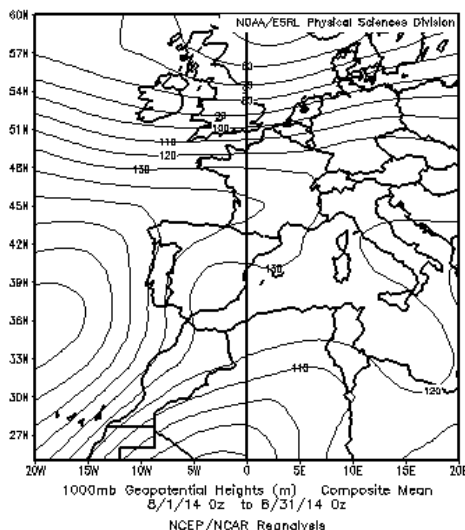 NOAA/ESRL Physical Sciences Division
60N
57N
54N
51N
48N
45N
42N
39N
36N
33N
30N
27N
100
110
120
130
130
110
120
20W
15W
10W
5W
0
5E
10E
15E
20E
1000mb Geopotential Heights (m) Composite Mean
8/1/14 0z to 8/31/14 0z
NCEP/NCAR Reanalysis